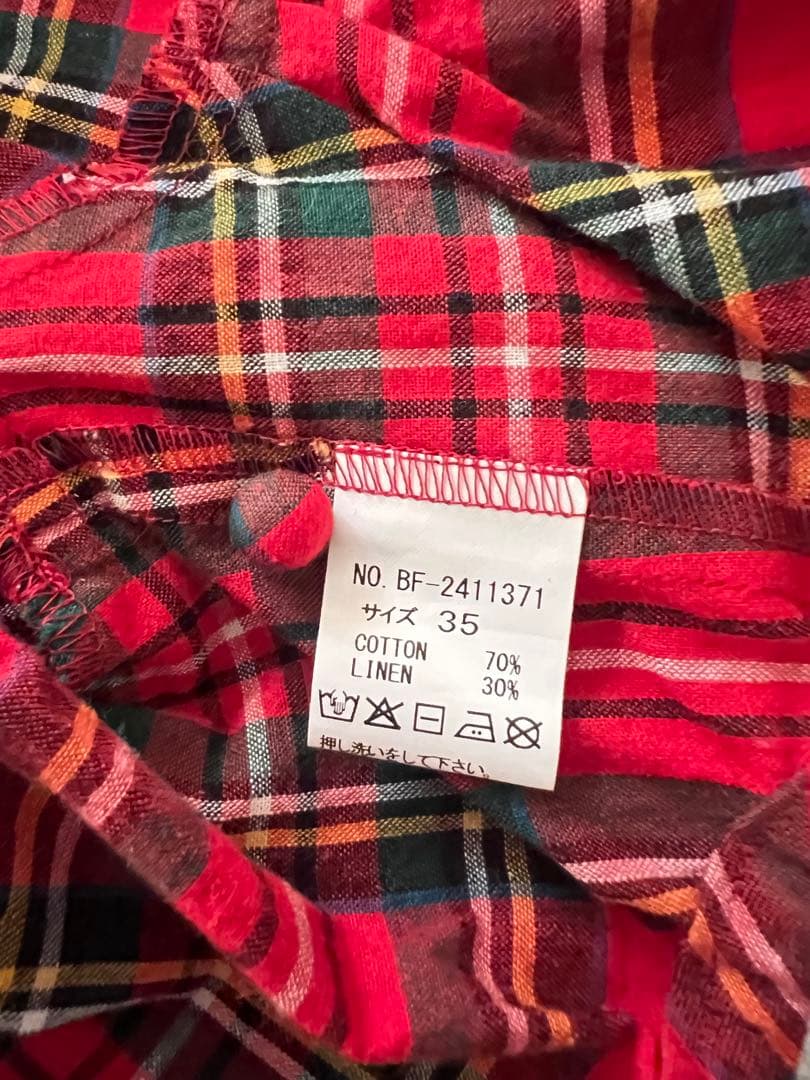 NO. BF-2411371
サイズ 35
COTTON 70%
LINEN 30%
押し洗いをして下さい。